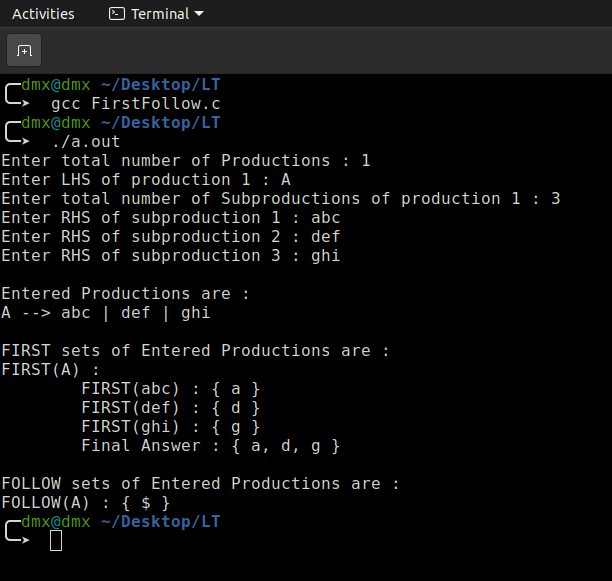 Activities Terminal
dmx@dmx ~/Desktop/LT
gcc FirstFollow.c
dmx@dmx ~/Desktop/LT
./a.out
Enter total number of Productions : 1
Enter LHS of production 1 : A
Enter total number of Subproductions of production 1 : 3
Enter RHS of subproduction 1 : abc
Enter RHS of subproduction 2 : def
Enter RHS of subproduction 3 : ghi
Entered Productions are :
A --> abc | def | ghi
FIRST sets of Entered Productions are :
FIRST(A) :
FIRST(abc) : { a }
FIRST(def) : { d }
FIRST(ghi) : { g }
Final Answer : { a, d, g }
FOLLOW sets of Entered Productions are :
FOLLOW(A) : { $ }
dmx@dmx ~/Desktop/LT